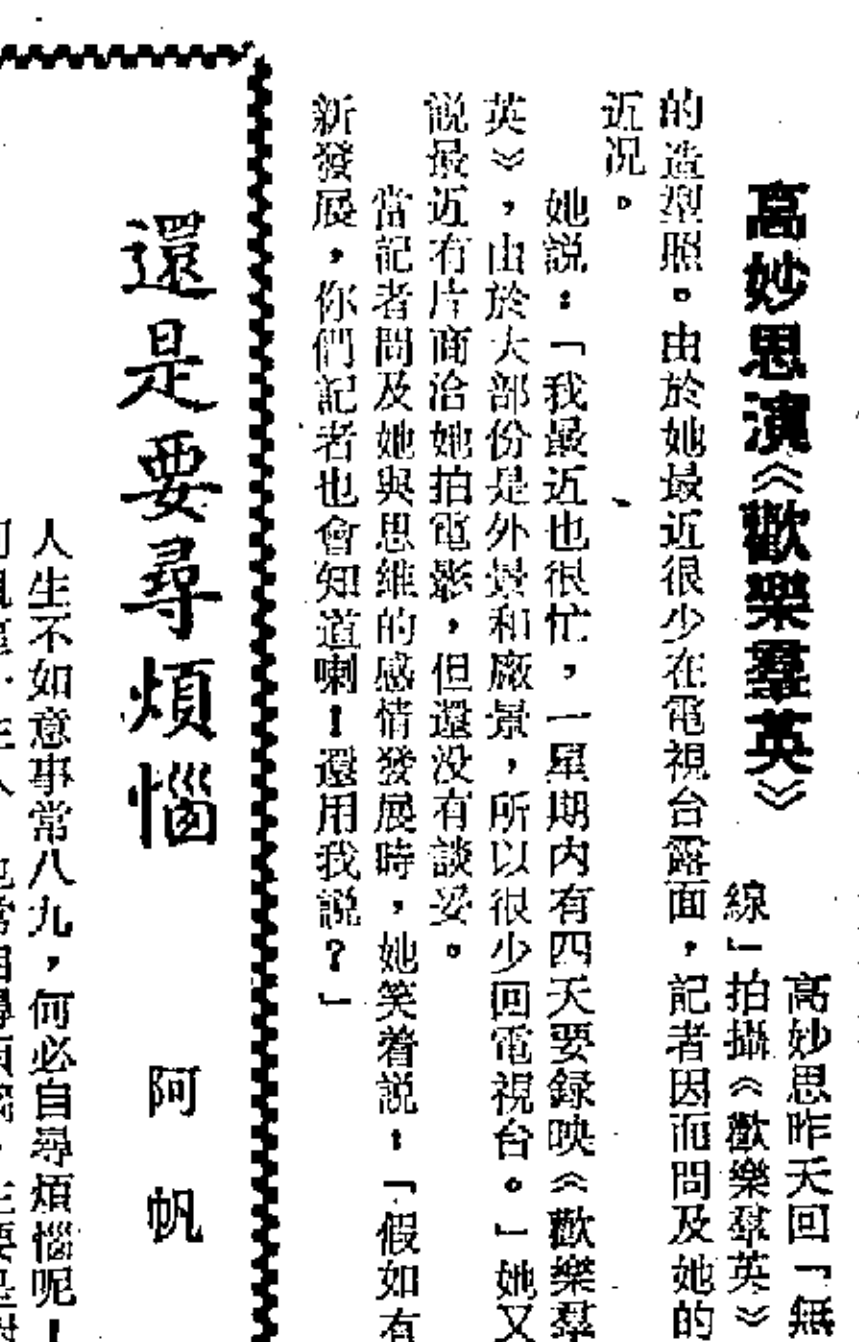 高妙思演《歡樂羣英》
高妙思昨天回「無
線」拍攝《歡樂羣英》
的造型照。由於她最近很少在電視台露面,記者因而問及她的
近況。
她說:「我最近也很忙,一星期内有四天要録映《歡樂羣
英》,由於大部份是外景和廠景,所以很少回電視台。」她又
說最近有片商洽她拍電影,但還没有談妥。
當記者問及她與思維的感情發展時,她笑着說:「假如有
新發展,你們記者也會知道喇!還用我說?」
還是要尋煩惱
阿帆
人生不如意事常八九,何必自尋煩惱呢!